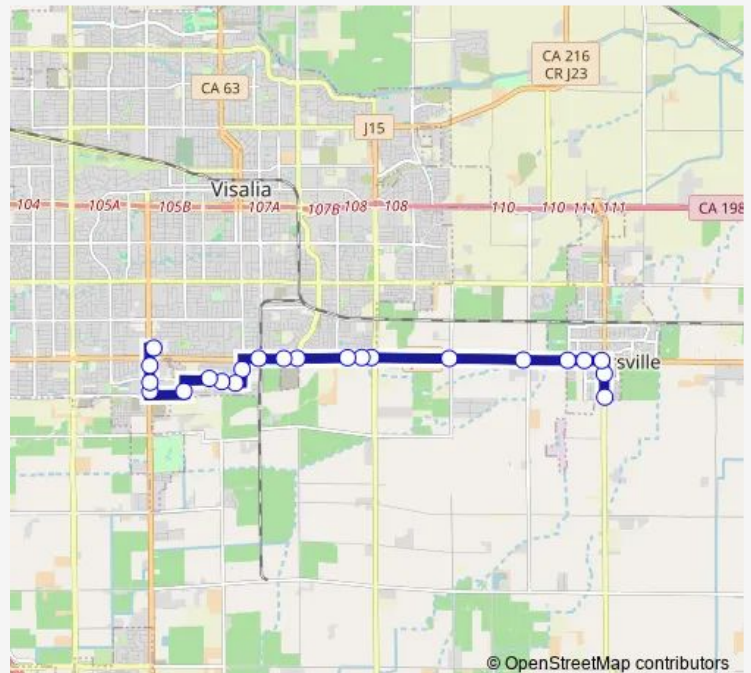 CA 216
CR J23
CA 63
J15
Visalia
104
105A
105B
107A
107B
108
108
110
110
111
111
CA 198
sville
© OpenStreetMap contributors